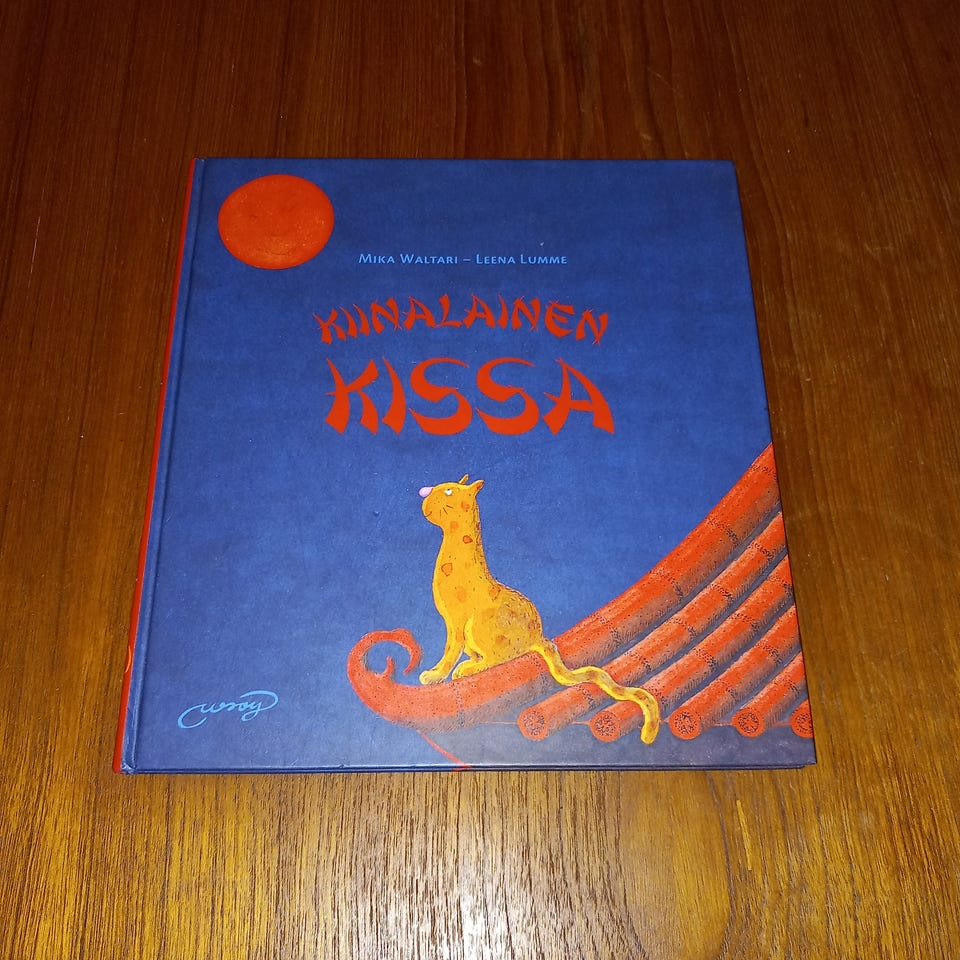 MIKA WALTARI – LEENA LUMME
KIINALAINEN
KISSA
wsoy